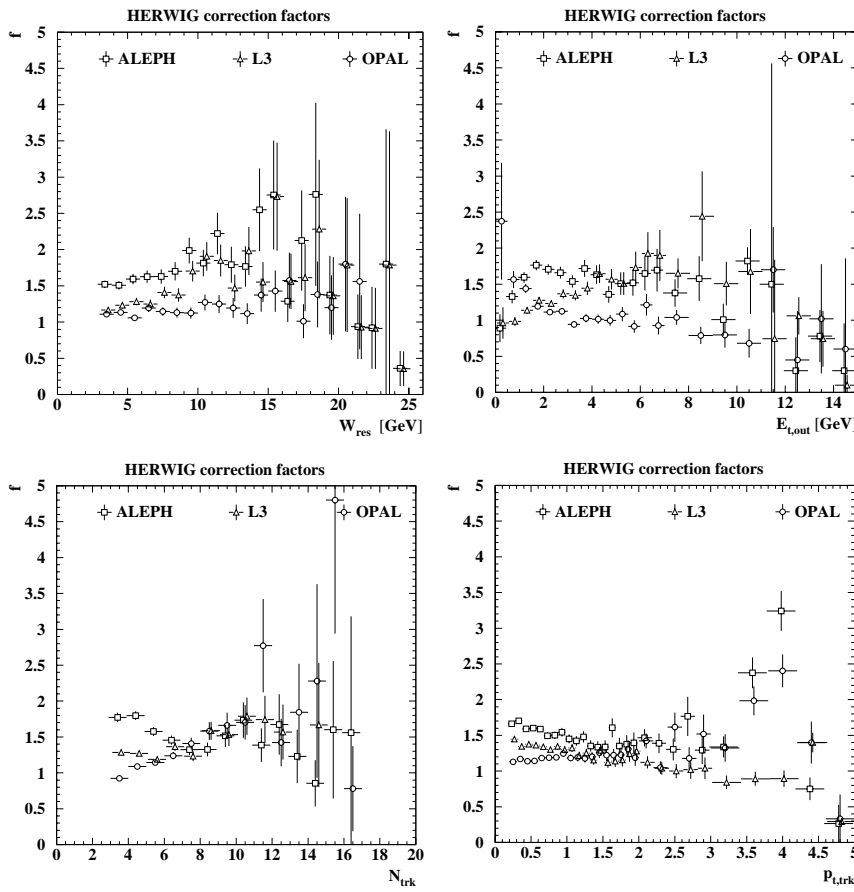 HERWIG correction factors
f
ALEPH L3 OPAL
5
4.5
4
3.5
3
2.5
2
1.5
1
0.5
0
0 5 10 15 20 25
W_res [GeV]
HERWIG correction factors
f
ALEPH L3 OPAL
5
4.5
4
3.5
3
2.5
2
1.5
1
0.5
0
0 2 4 6 8 10 12 14
E_t,out [GeV]
HERWIG correction factors
f
ALEPH L3 OPAL
5
4.5
4
3.5
3
2.5
2
1.5
1
0.5
0
0 2 4 6 8 10 12 14 16 18 20
N_trk
HERWIG correction factors
f
ALEPH L3 OPAL
5
4.5
4
3.5
3
2.5
2
1.5
1
0.5
0
0 0.5 1 1.5 2 2.5 3 3.5 4 4.5 5
p_t,trk